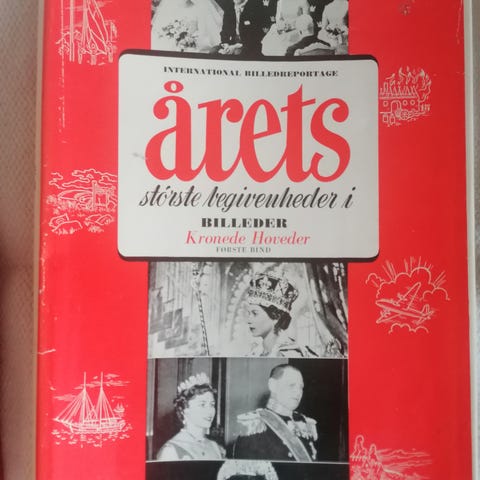 INTERNATIONAL BILLEDREPORTAGE
årets
største begivenheder i
BILLEDER
Kronede Hoveder
FØRSTE BIND